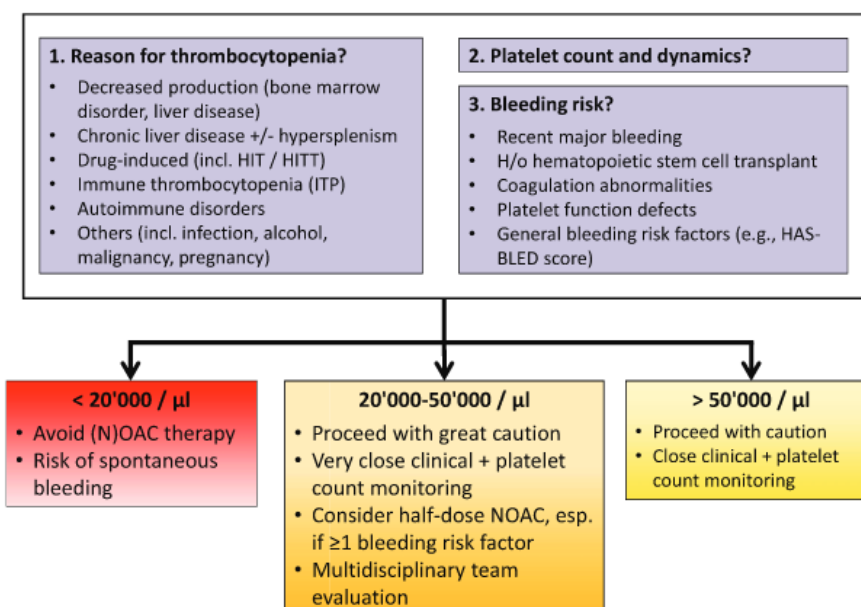 1. Reason for thrombocytopenia?
• Decreased production (bone marrow
disorder, liver disease)
• Chronic liver disease +/- hypersplenism
• Drug-induced (incl. HIT / HITT)
• Immune thrombocytopenia (ITP)
• Autoimmune disorders
• Others (incl. infection, alcohol,
malignancy, pregnancy)
2. Platelet count and dynamics?
3. Bleeding risk?
• Recent major bleeding
• H/o hematopoietic stem cell transplant
• Coagulation abnormalities
• Platelet function defects
• General bleeding risk factors (e.g., HAS-
BLED score)
< 20'000 / µl
• Avoid (N)OAC therapy
• Risk of spontaneous
bleeding
20'000-50'000 / µl
• Proceed with great caution
• Very close clinical + platelet
count monitoring
• Consider half-dose NOAC, esp.
if ≥1 bleeding risk factor
• Multidisciplinary team
evaluation
> 50'000 / µl
• Proceed with caution
• Close clinical + platelet
count monitoring